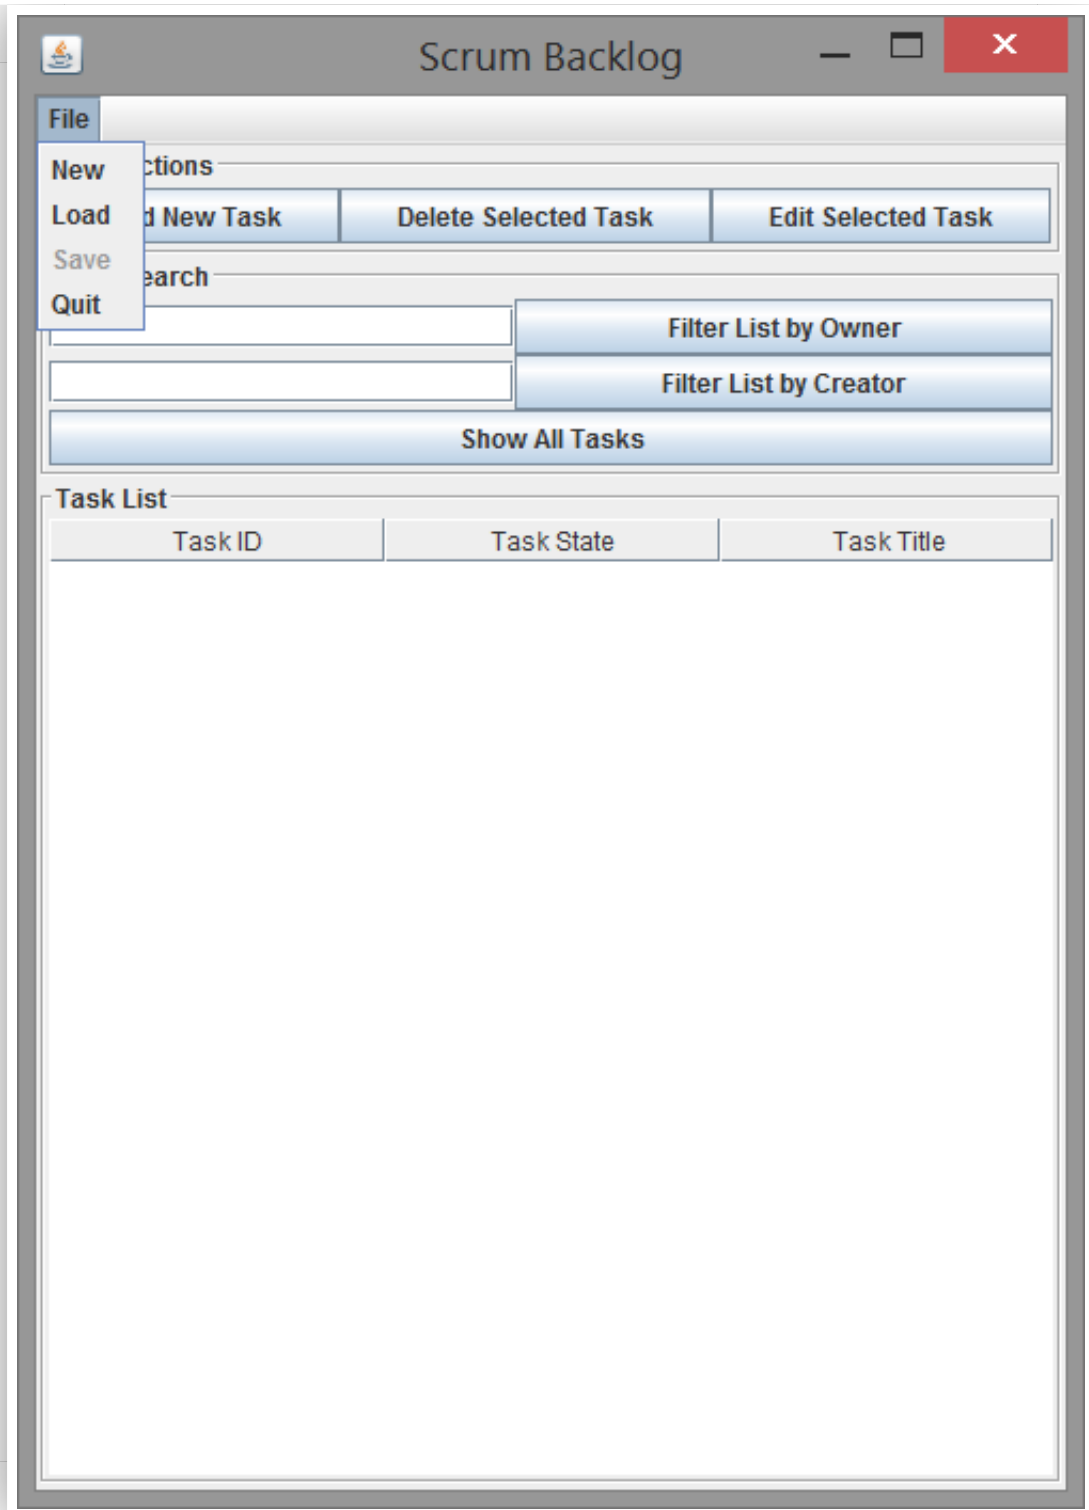 Scrum Backlog
File
New
Load
Save
Quit
ctions
d New Task Delete Selected Task Edit Selected Task
earch
Filter List by Owner
Filter List by Creator
Show All Tasks
Task List
Task ID Task State Task Title